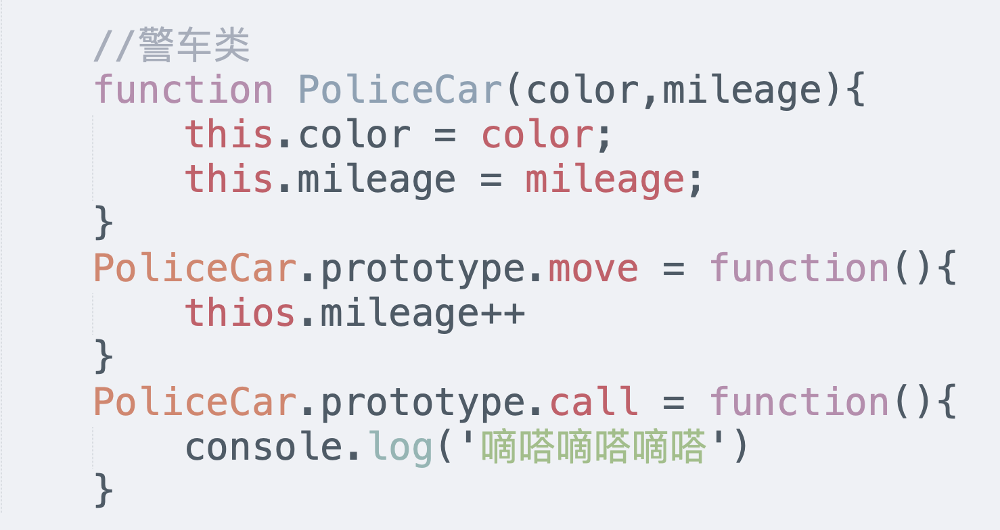 //警车类
function PoliceCar(color,mileage){
    this.color = color;
    this.mileage = mileage;
}
PoliceCar.prototype.move = function(){
    thios.mileage++
}
PoliceCar.prototype.call = function(){
    console.log('嘀嗒嘀嗒嘀嗒')
}